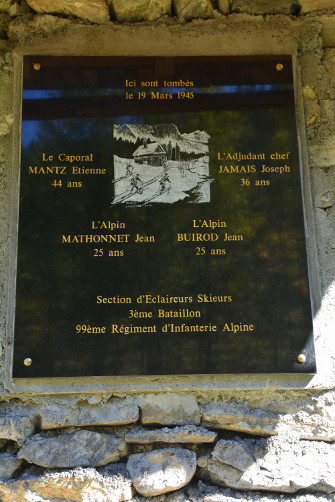 Ici sont tombés
le 19 Mars 1945
Le Caporal
MANTZ Etienne
44 ans
L'Adjudant chef
JAMAIS Joseph
36 ans
L'Alpin
MATHONNET Jean
25 ans
L'Alpin
BUIROD Jean
25 ans
Section d'Eclaireurs Skieurs
3ème Bataillon
99ème Régiment d'Infanterie Alpine